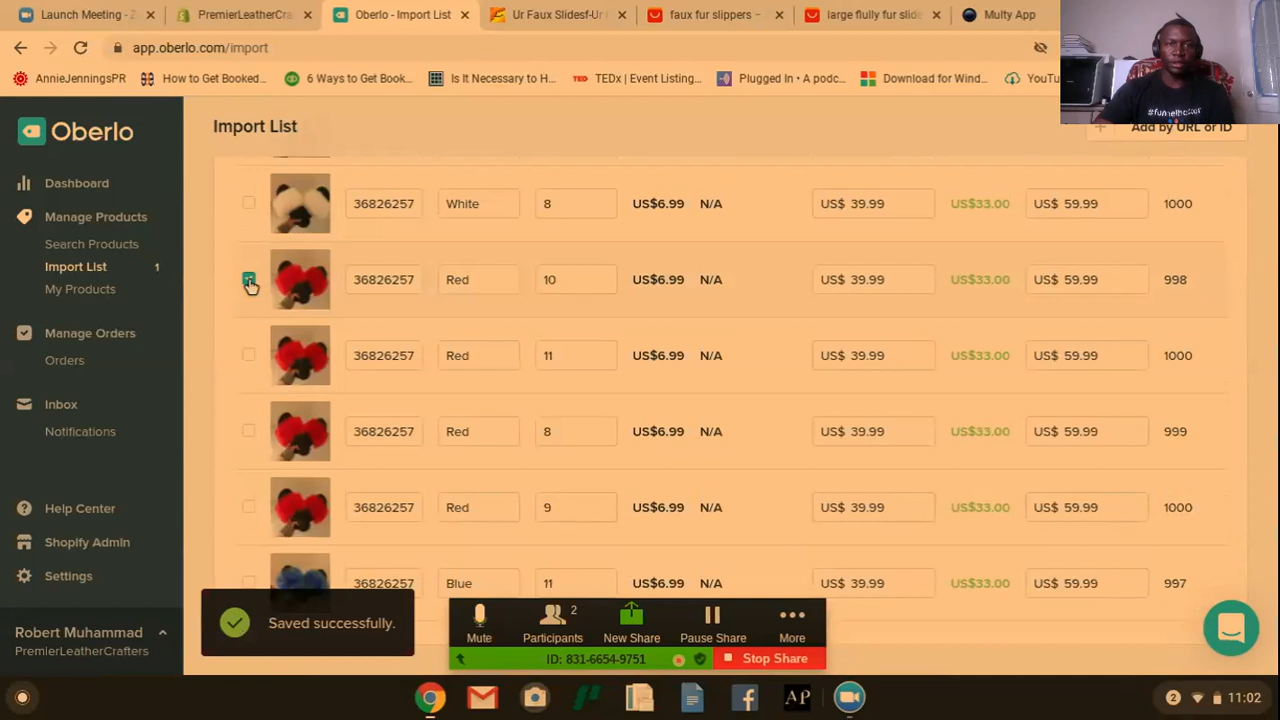 Launch Meeting - Z
PremierLeatherCra
Oberlo - Import List
Ur Faux Slidesf-Ur
faux fur slippers –
large flully fur slide
Multy App
app.oberlo.com/import
AnnieJenningsPR
How to Get Booked...
6 Ways to Get Book...
Is It Necessary to H...
TED
TEDx | Event Listing...
Plugged In • A podc...
Download for Wind...
YouTu
#funnelhacker
Oberlo
Import List
Add by URL or ID
Dashboard
Manage Products
Search Products
Import List 1
My Products
Manage Orders
Orders
Inbox
Notifications
Help Center
Shopify Admin
Settings
Robert Muhammad
PremierLeatherCrafters
36826257 White 8 US$6.99 N/A US$ 39.99 US$33.00 US$ 59.99 1000
36826257 Red 10 US$6.99 N/A US$ 39.99 US$33.00 US$ 59.99 998
36826257 Red 11 US$6.99 N/A US$ 39.99 US$33.00 US$ 59.99 1000
36826257 Red 8 US$6.99 N/A US$ 39.99 US$33.00 US$ 59.99 999
36826257 Red 9 US$6.99 N/A US$ 39.99 US$33.00 US$ 59.99 1000
36826257 Blue 11 US$6.99 N/A US$ 39.99 US$33.00 US$ 59.99 997
Saved successfully.
2
Mute Participants New Share Pause Share More
ID: 831-6654-9751 Stop Share
AP
2 11:02